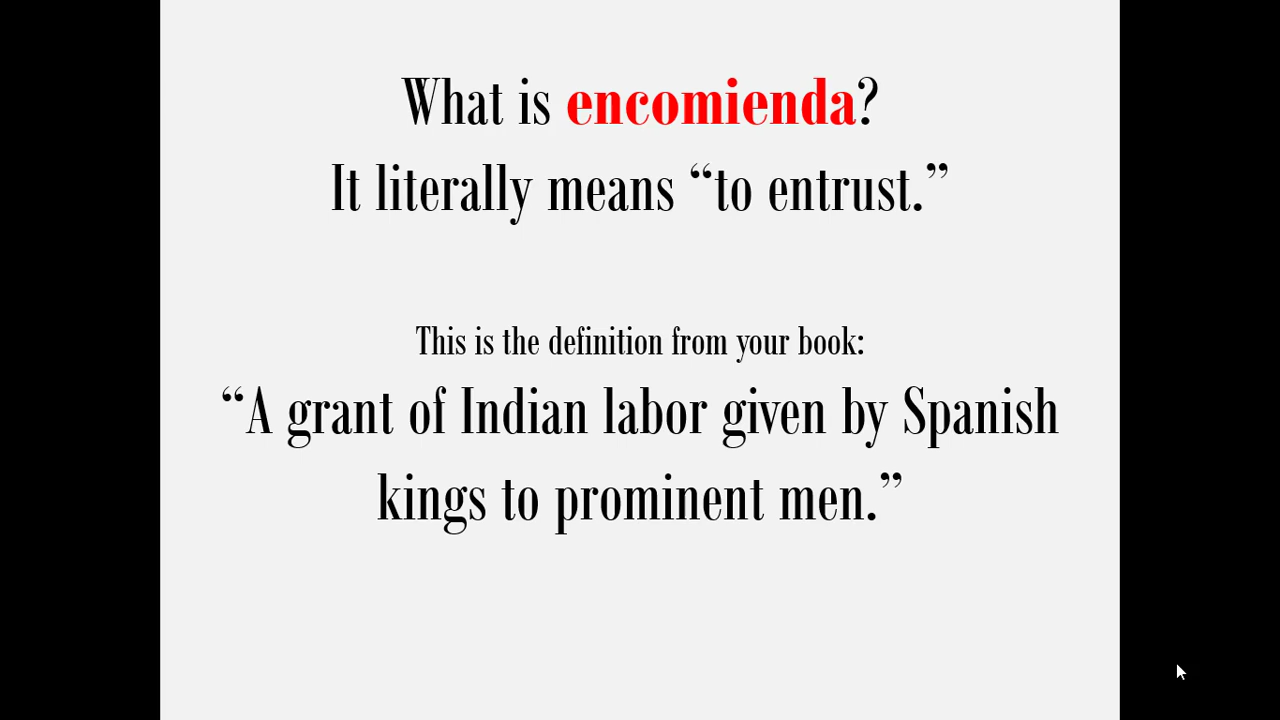 What is encomienda?
It literally means “to entrust.”
This is the definition from your book:
“A grant of Indian labor given by Spanish
kings to prominent men.”